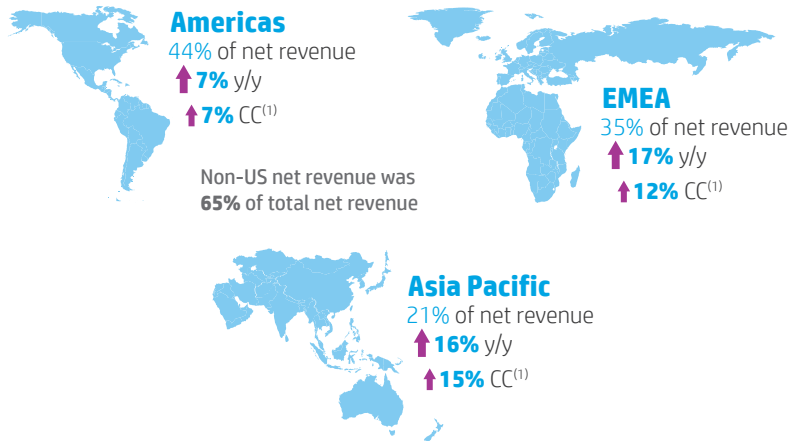 Americas
44% of net revenue
7% y/y
7% CC(1)
EMEA
35% of net revenue
17% y/y
12% CC(1)
Non-US net revenue was
65% of total net revenue
Asia Pacific
21% of net revenue
16% y/y
15% CC(1)